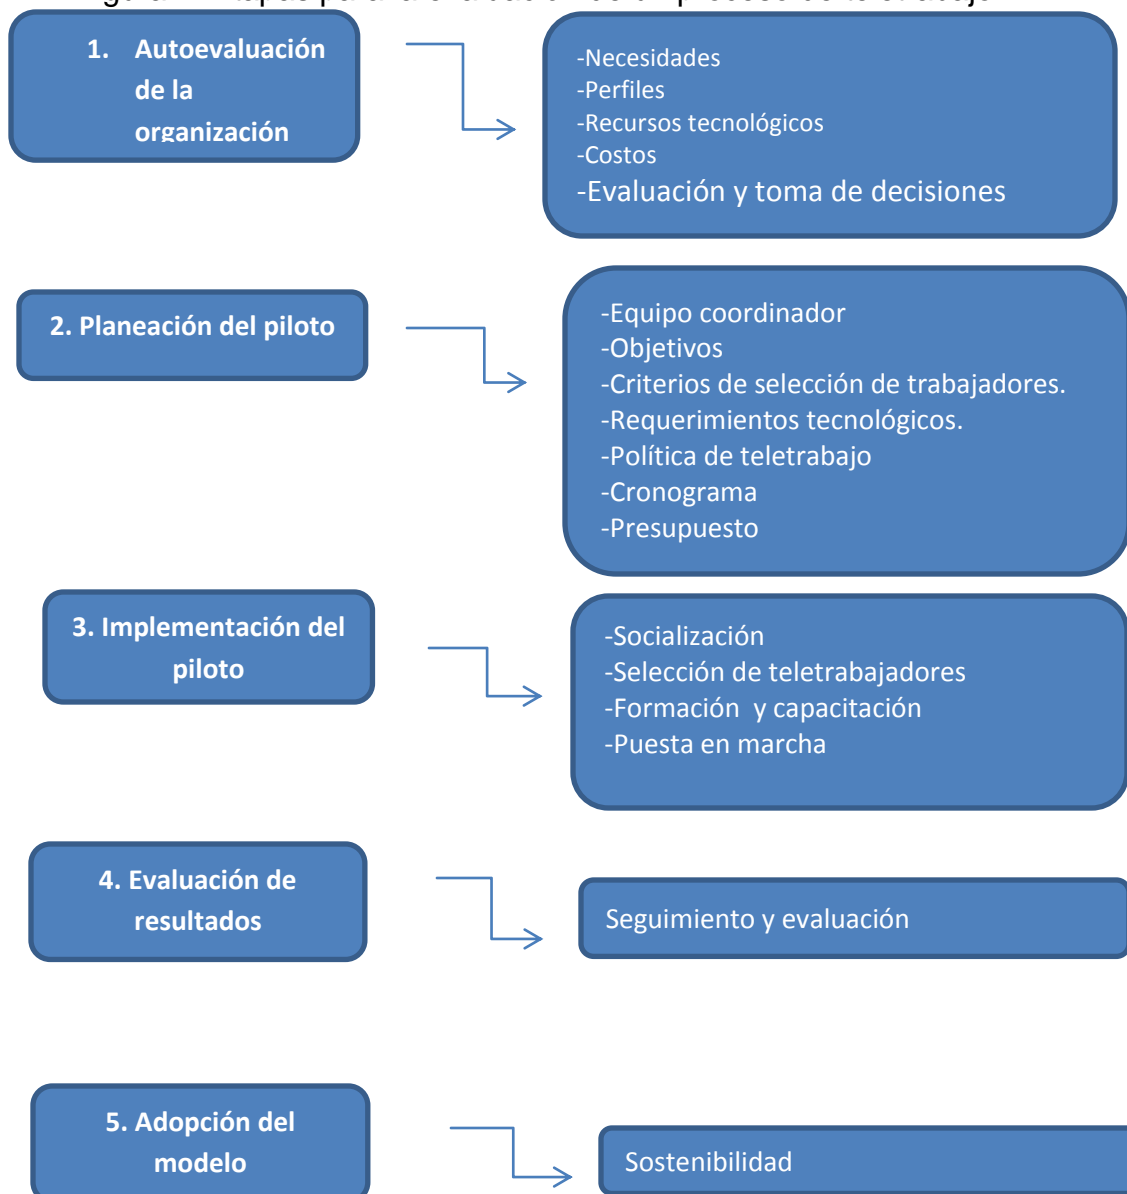 1. Autoevaluación
de la
organización
-Necesidades
-Perfiles
-Recursos tecnológicos
-Costos
-Evaluación y toma de decisiones
2. Planeación del piloto
-Equipo coordinador
-Objetivos
-Criterios de selección de trabajadores.
-Requerimientos tecnológicos.
-Política de teletrabajo
-Cronograma
-Presupuesto
3. Implementación del
piloto
-Socialización
-Selección de teletrabajadores
-Formación y capacitación
-Puesta en marcha
4. Evaluación de
resultados
Seguimiento y evaluación
5. Adopción del
modelo
Sostenibilidad